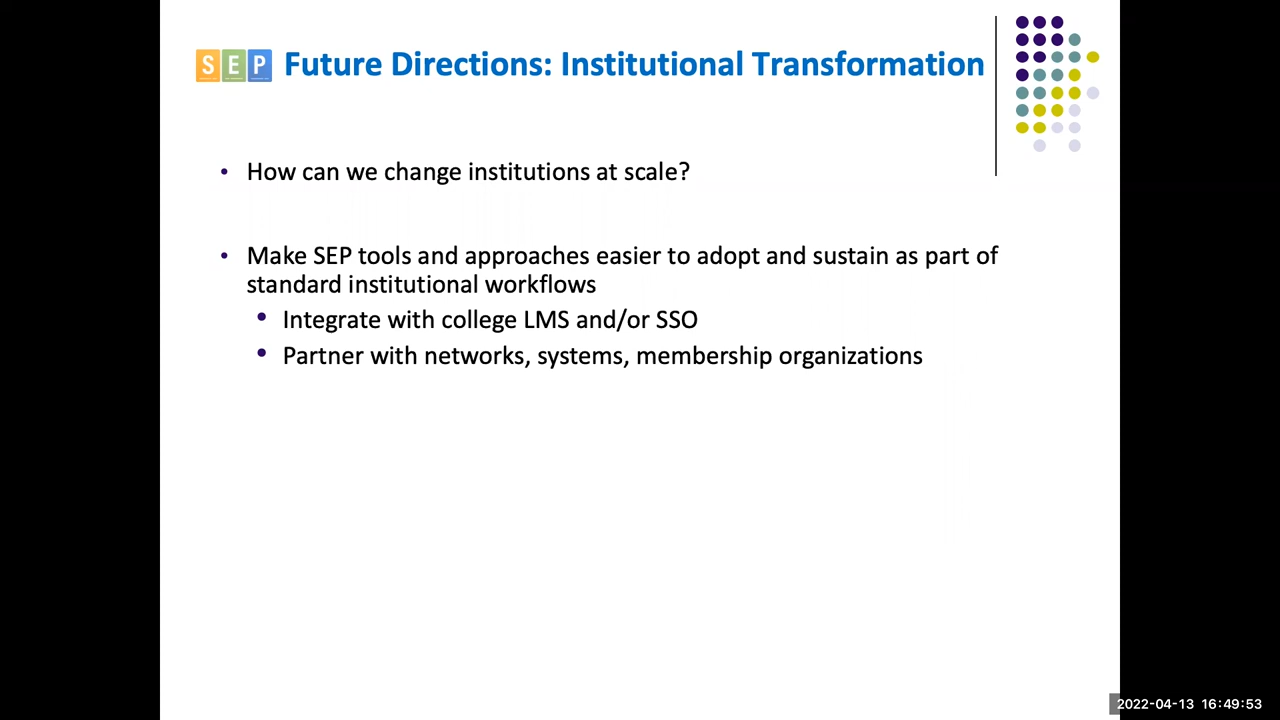 SEP Future Directions: Institutional Transformation
• How can we change institutions at scale?
• Make SEP tools and approaches easier to adopt and sustain as part of
standard institutional workflows
• Integrate with college LMS and/or SSO
• Partner with networks, systems, membership organizations
2022-04-13 16:49:53